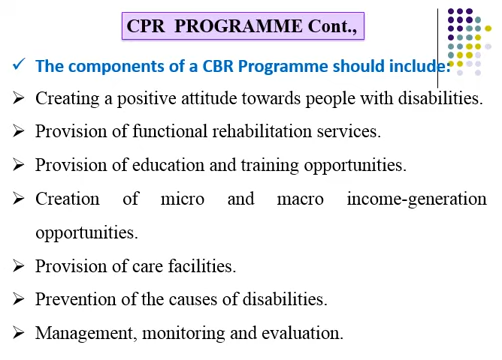 CPR PROGRAMME Cont.,
✓ The components of a CBR Programme should include:
➢ Creating a positive attitude towards people with disabilities.
➢ Provision of functional rehabilitation services.
➢ Provision of education and training opportunities.
➢ Creation of micro and macro income-generation
opportunities.
➢ Provision of care facilities.
➢ Prevention of the causes of disabilities.
➢ Management, monitoring and evaluation.